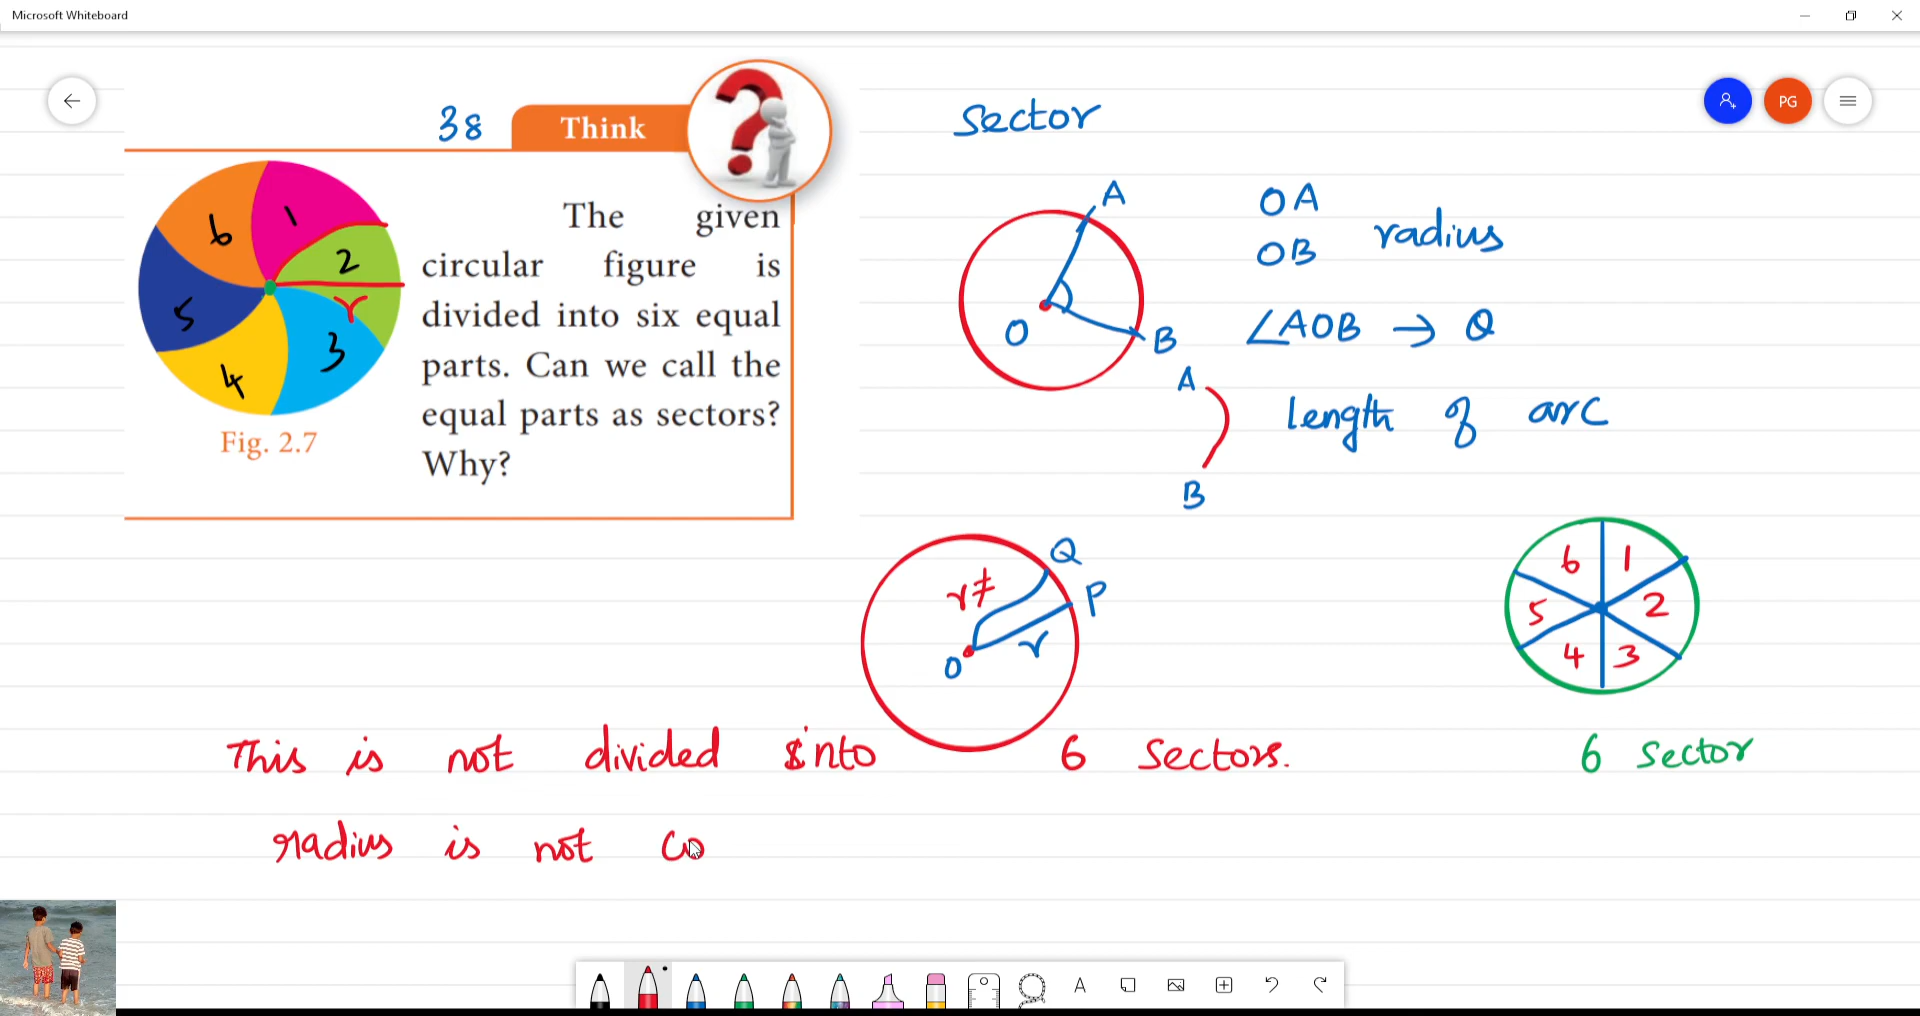 Microsoft Whiteboard
38
Think
The given
circular figure is
divided into six equal
parts. Can we call the
equal parts as sectors?
Why?
6 1
2
r
5 3
4
Fig. 2.7
Sector
A
O
B
OA
OB radius
∠AOB → θ
A
B
length of arc
Q
P
r≠
r
O
6 1
5 2
4 3
6 Sector
This is not divided into 6 Sectors.
radius is not co
PG
A